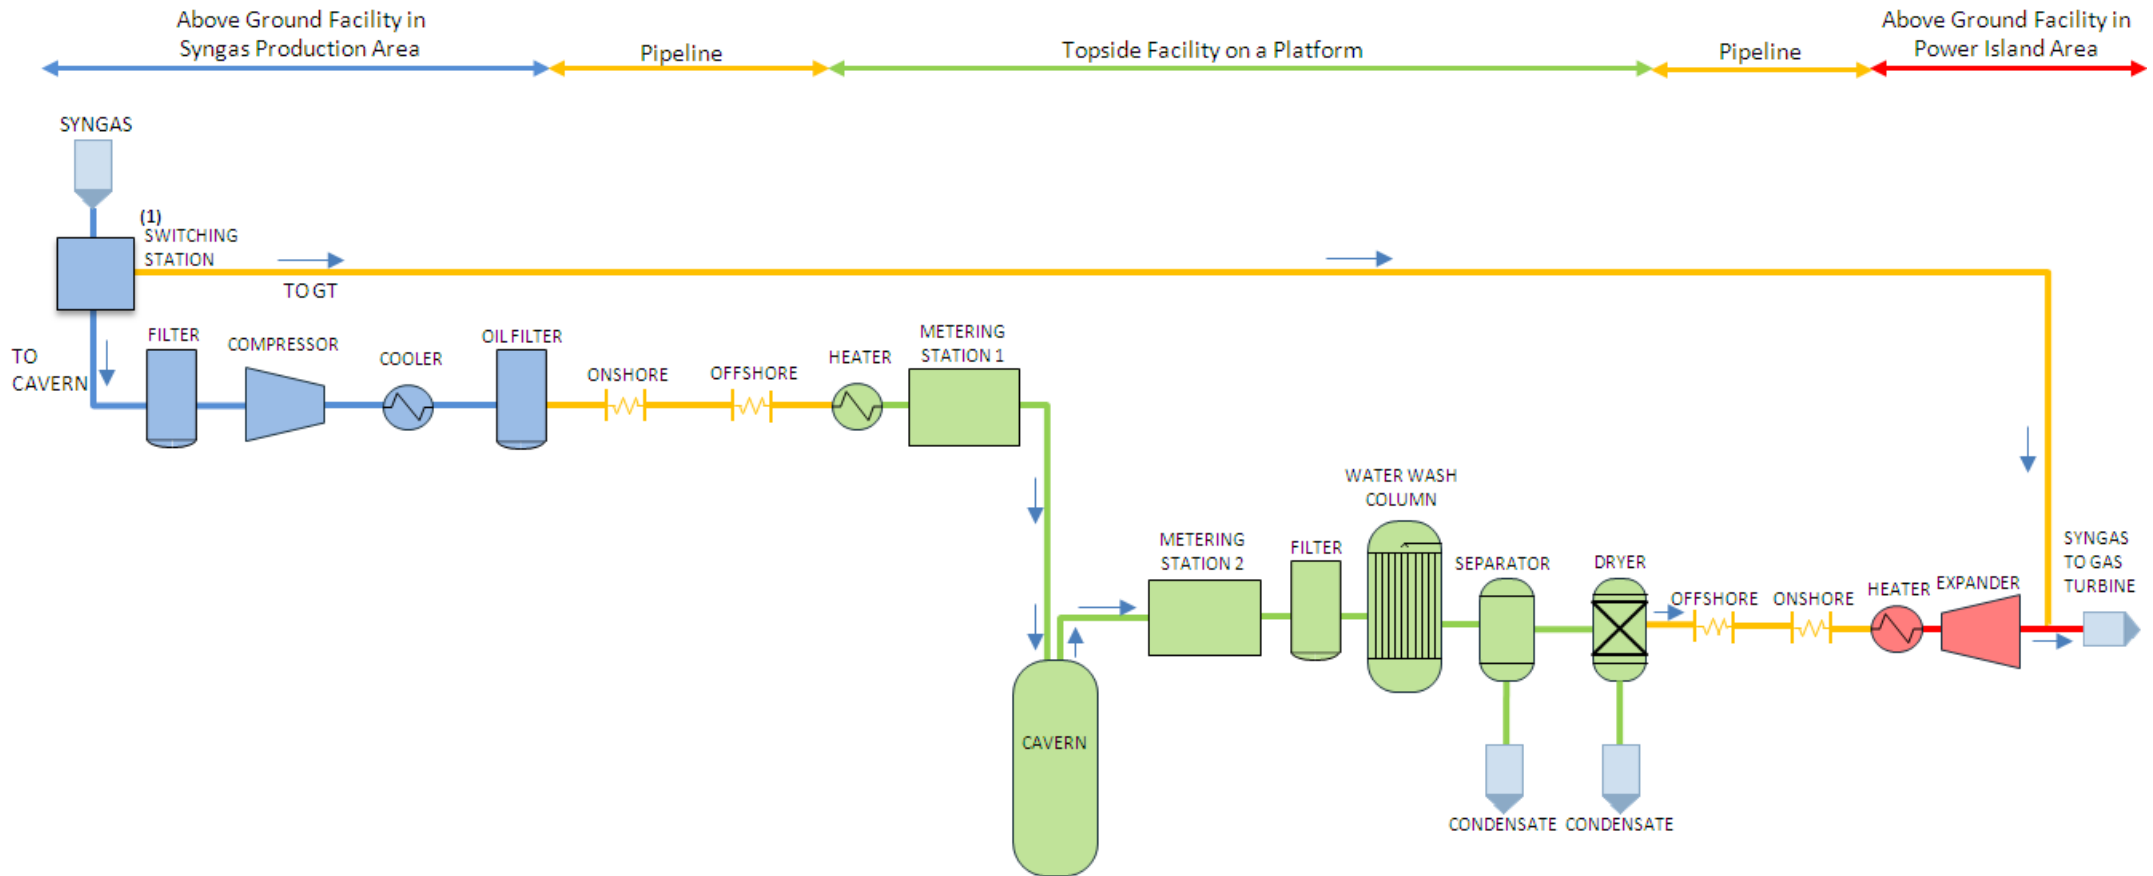 Above Ground Facility in
Syngas Production Area
Pipeline
Topside Facility on a Platform
Pipeline
Above Ground Facility in
Power Island Area
SYNGAS
(1)
SWITCHING
STATION
TO GT
TO
CAVERN
FILTER
COMPRESSOR
COOLER
OIL FILTER
ONSHORE
OFFSHORE
HEATER
METERING
STATION 1
CAVERN
METERING
STATION 2
FILTER
WATER WASH
COLUMN
SEPARATOR
DRYER
OFFSHORE
ONSHORE
HEATER
EXPANDER
SYNGAS
TO GAS
TURBINE
CONDENSATE
CONDENSATE